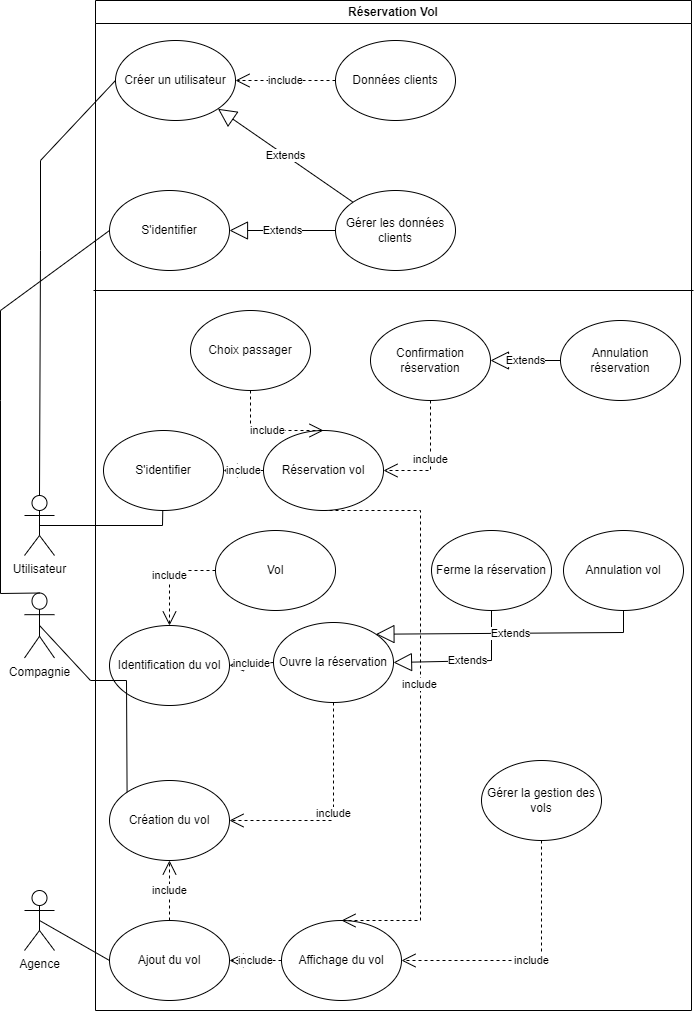 Réservation Vol
Créer un utilisateur
include
Données clients
Extends
S'identifier
Extends
Gérer les données
clients
Choix passager
Confirmation
réservation
Extends
Annulation
réservation
include
include
S'identifier
include
Réservation vol
Utilisateur
include
Vol
Ferme la réservation
Annulation vol
Extends
Compagnie
Identification du vol
incluide
Ouvre la réservation
Extends
include
Gérer la gestion des
vols
Création du vol
include
include
Agence
Ajout du vol
include
Affichage du vol
include